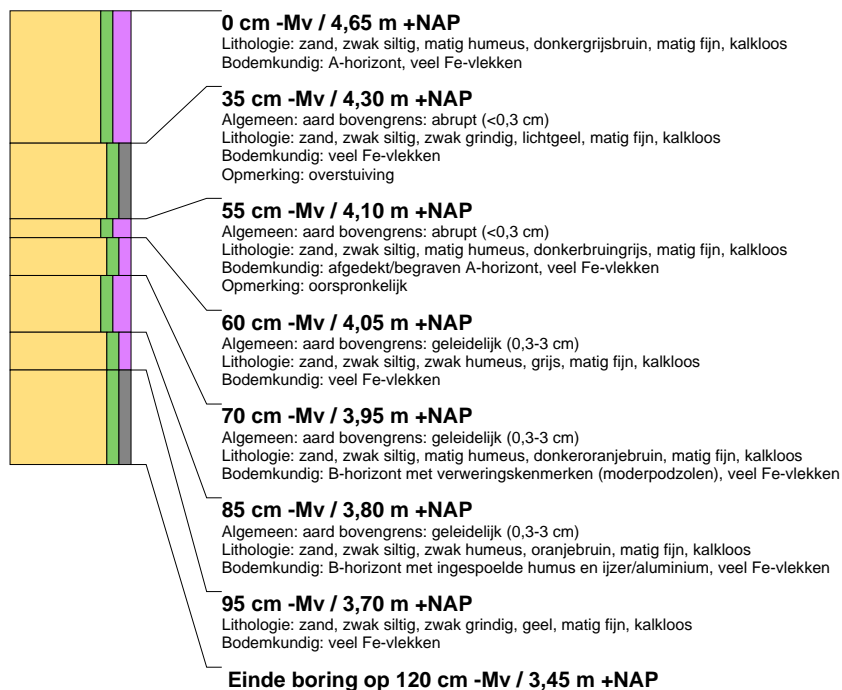 0 cm -Mv / 4,65 m +NAP
Lithologie: zand, zwak siltig, matig humeus, donkergrijsbruin, matig fijn, kalkloos
Bodemkundig: A-horizont, veel Fe-vlekken
35 cm -Mv / 4,30 m +NAP
Algemeen: aard bovengrens: abrupt (<0,3 cm)
Lithologie: zand, zwak siltig, zwak grindig, lichtgeel, matig fijn, kalkloos
Bodemkundig: veel Fe-vlekken
Opmerking: overstuiving
55 cm -Mv / 4,10 m +NAP
Algemeen: aard bovengrens: abrupt (<0,3 cm)
Lithologie: zand, zwak siltig, matig humeus, donkerbruingrijs, matig fijn, kalkloos
Bodemkundig: afgedekt/begraven A-horizont, veel Fe-vlekken
Opmerking: oorspronkelijk
60 cm -Mv / 4,05 m +NAP
Algemeen: aard bovengrens: geleidelijk (0,3-3 cm)
Lithologie: zand, zwak siltig, zwak humeus, grijs, matig fijn, kalkloos
Bodemkundig: veel Fe-vlekken
70 cm -Mv / 3,95 m +NAP
Algemeen: aard bovengrens: geleidelijk (0,3-3 cm)
Lithologie: zand, zwak siltig, matig humeus, donkeroranjebruin, matig fijn, kalkloos
Bodemkundig: B-horizont met verweringskenmerken (moderpodzolen), veel Fe-vlekken
85 cm -Mv / 3,80 m +NAP
Algemeen: aard bovengrens: geleidelijk (0,3-3 cm)
Lithologie: zand, zwak siltig, zwak humeus, oranjebruin, matig fijn, kalkloos
Bodemkundig: B-horizont met ingespoelde humus en ijzer/aluminium, veel Fe-vlekken
95 cm -Mv / 3,70 m +NAP
Lithologie: zand, zwak siltig, zwak grindig, geel, matig fijn, kalkloos
Bodemkundig: veel Fe-vlekken
Einde boring op 120 cm -Mv / 3,45 m +NAP